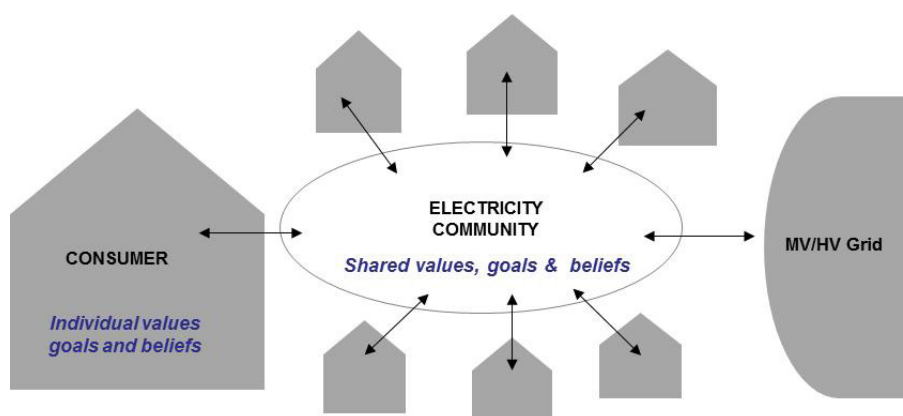 ELECTRICITY
COMMUNITY
Shared values, goals & beliefs
CONSUMER
Individual values
goals and beliefs
MV/HV Grid